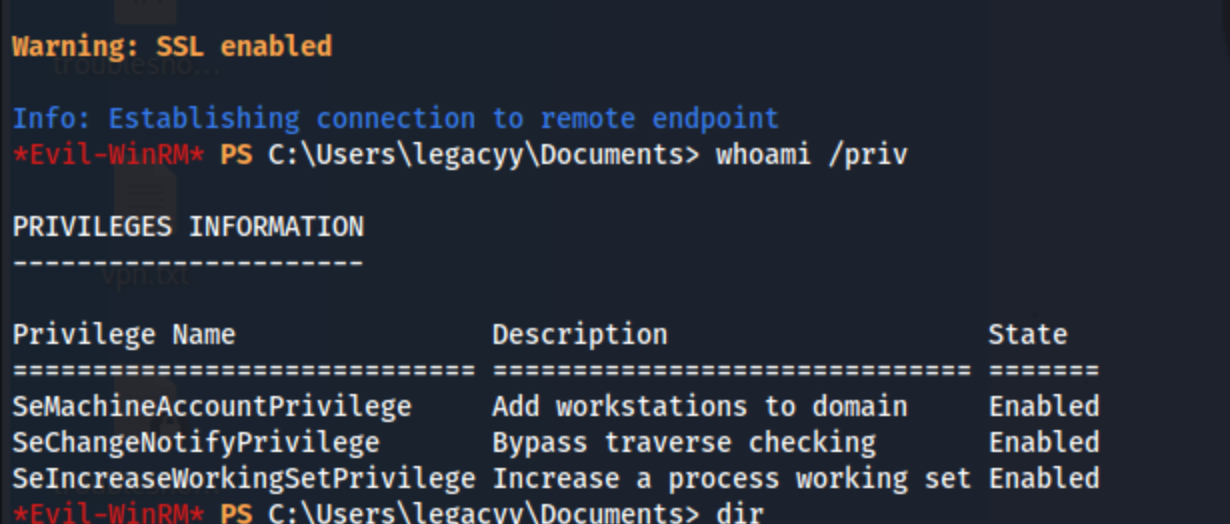 Warning: SSL enabled
troublesho...
Info: Establishing connection to remote endpoint
*Evil-WinRM* PS C:\Users\legacyy\Documents> whoami /priv
PRIVILEGES INFORMATION
----------------------
vpn.txt
Privilege Name                Description                    State
============================= ============================== =======
SeMachineAccountPrivilege     Add workstations to domain     Enabled
SeChangeNotifyPrivilege       Bypass traverse checking       Enabled
SeIncreaseWorkingSetPrivilege Increase a process working set Enabled
*Evil-WinRM* PS C:\Users\legacyy\Documents> dir